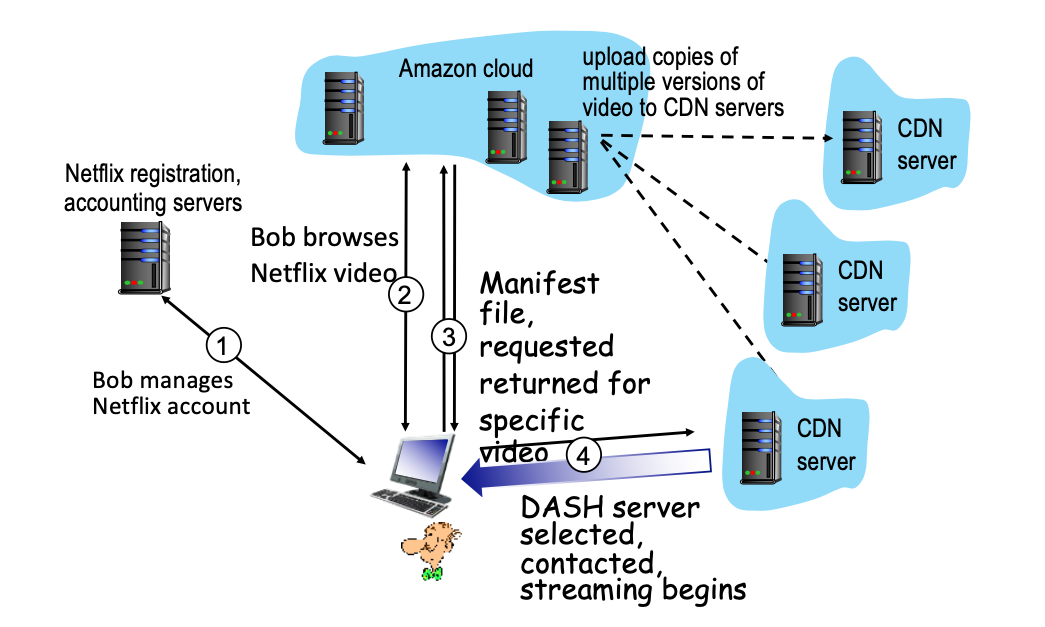 Amazon cloud
upload copies of
multiple versions of
video to CDN servers
CDN
server
Netflix registration,
accounting servers
Bob browses
Netflix video
2
Manifest
file,
requested
returned for
specific
video
3
CDN
server
1
Bob manages
Netflix account
CDN
server
4
DASH server
selected,
contacted,
streaming begins